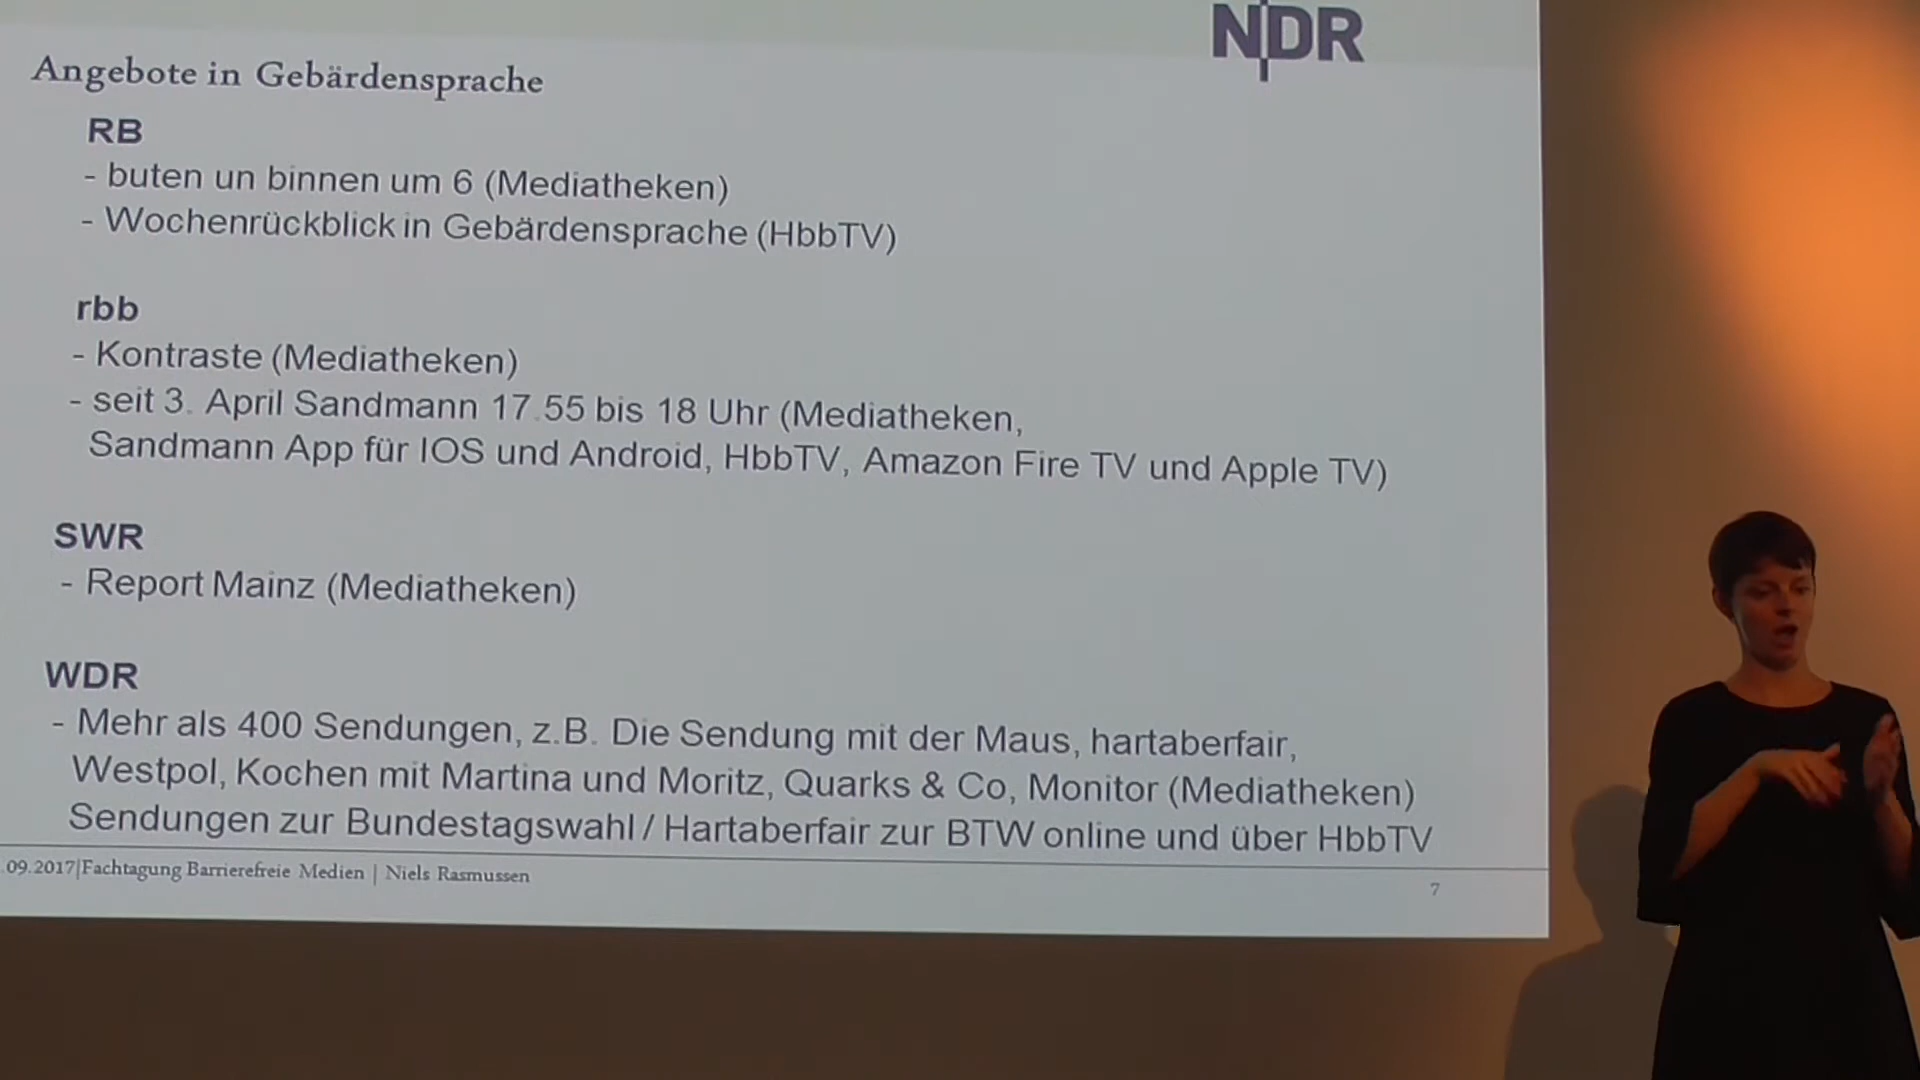 NDR
Angebote in Gebärdensprache
RB
- buten un binnen um 6 (Mediatheken)
- Wochenrückblick in Gebärdensprache (HbbTV)
rbb
- Kontraste (Mediatheken)
- seit 3. April Sandmann 17.55 bis 18 Uhr (Mediatheken,
Sandmann App für IOS und Android, HbbTV, Amazon Fire TV und Apple TV)
SWR
- Report Mainz (Mediatheken)
WDR
- Mehr als 400 Sendungen, z.B. Die Sendung mit der Maus, hartaberfair,
Westpol, Kochen mit Martina und Moritz, Quarks & Co, Monitor (Mediatheken)
Sendungen zur Bundestagswahl / Hartaberfair zur BTW online und über HbbTV
.09.2017|Fachtagung Barrierefreie Medien | Niels Rasmussen
7